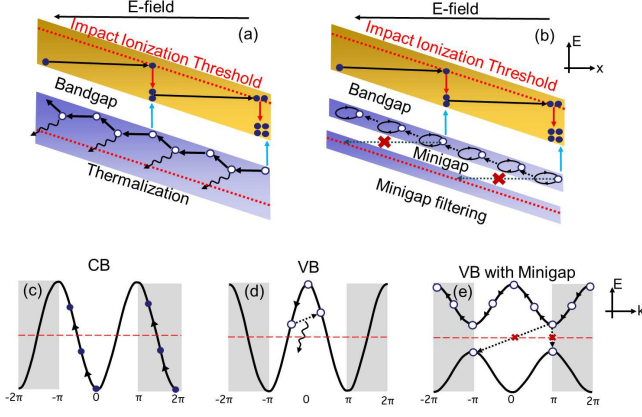 E-field
E-field
Impact Ionization Threshold
(a)
Impact Ionization Threshold
(b)
E
x
Bandgap
Bandgap
Minigap
Thermalization
Minigap filtering
CB
VB
VB with Minigap
(c)
(d)
(e)
E
k
-2π -π 0 π 2π
-2π -π 0 π 2π
-2π -π 0 π 2π